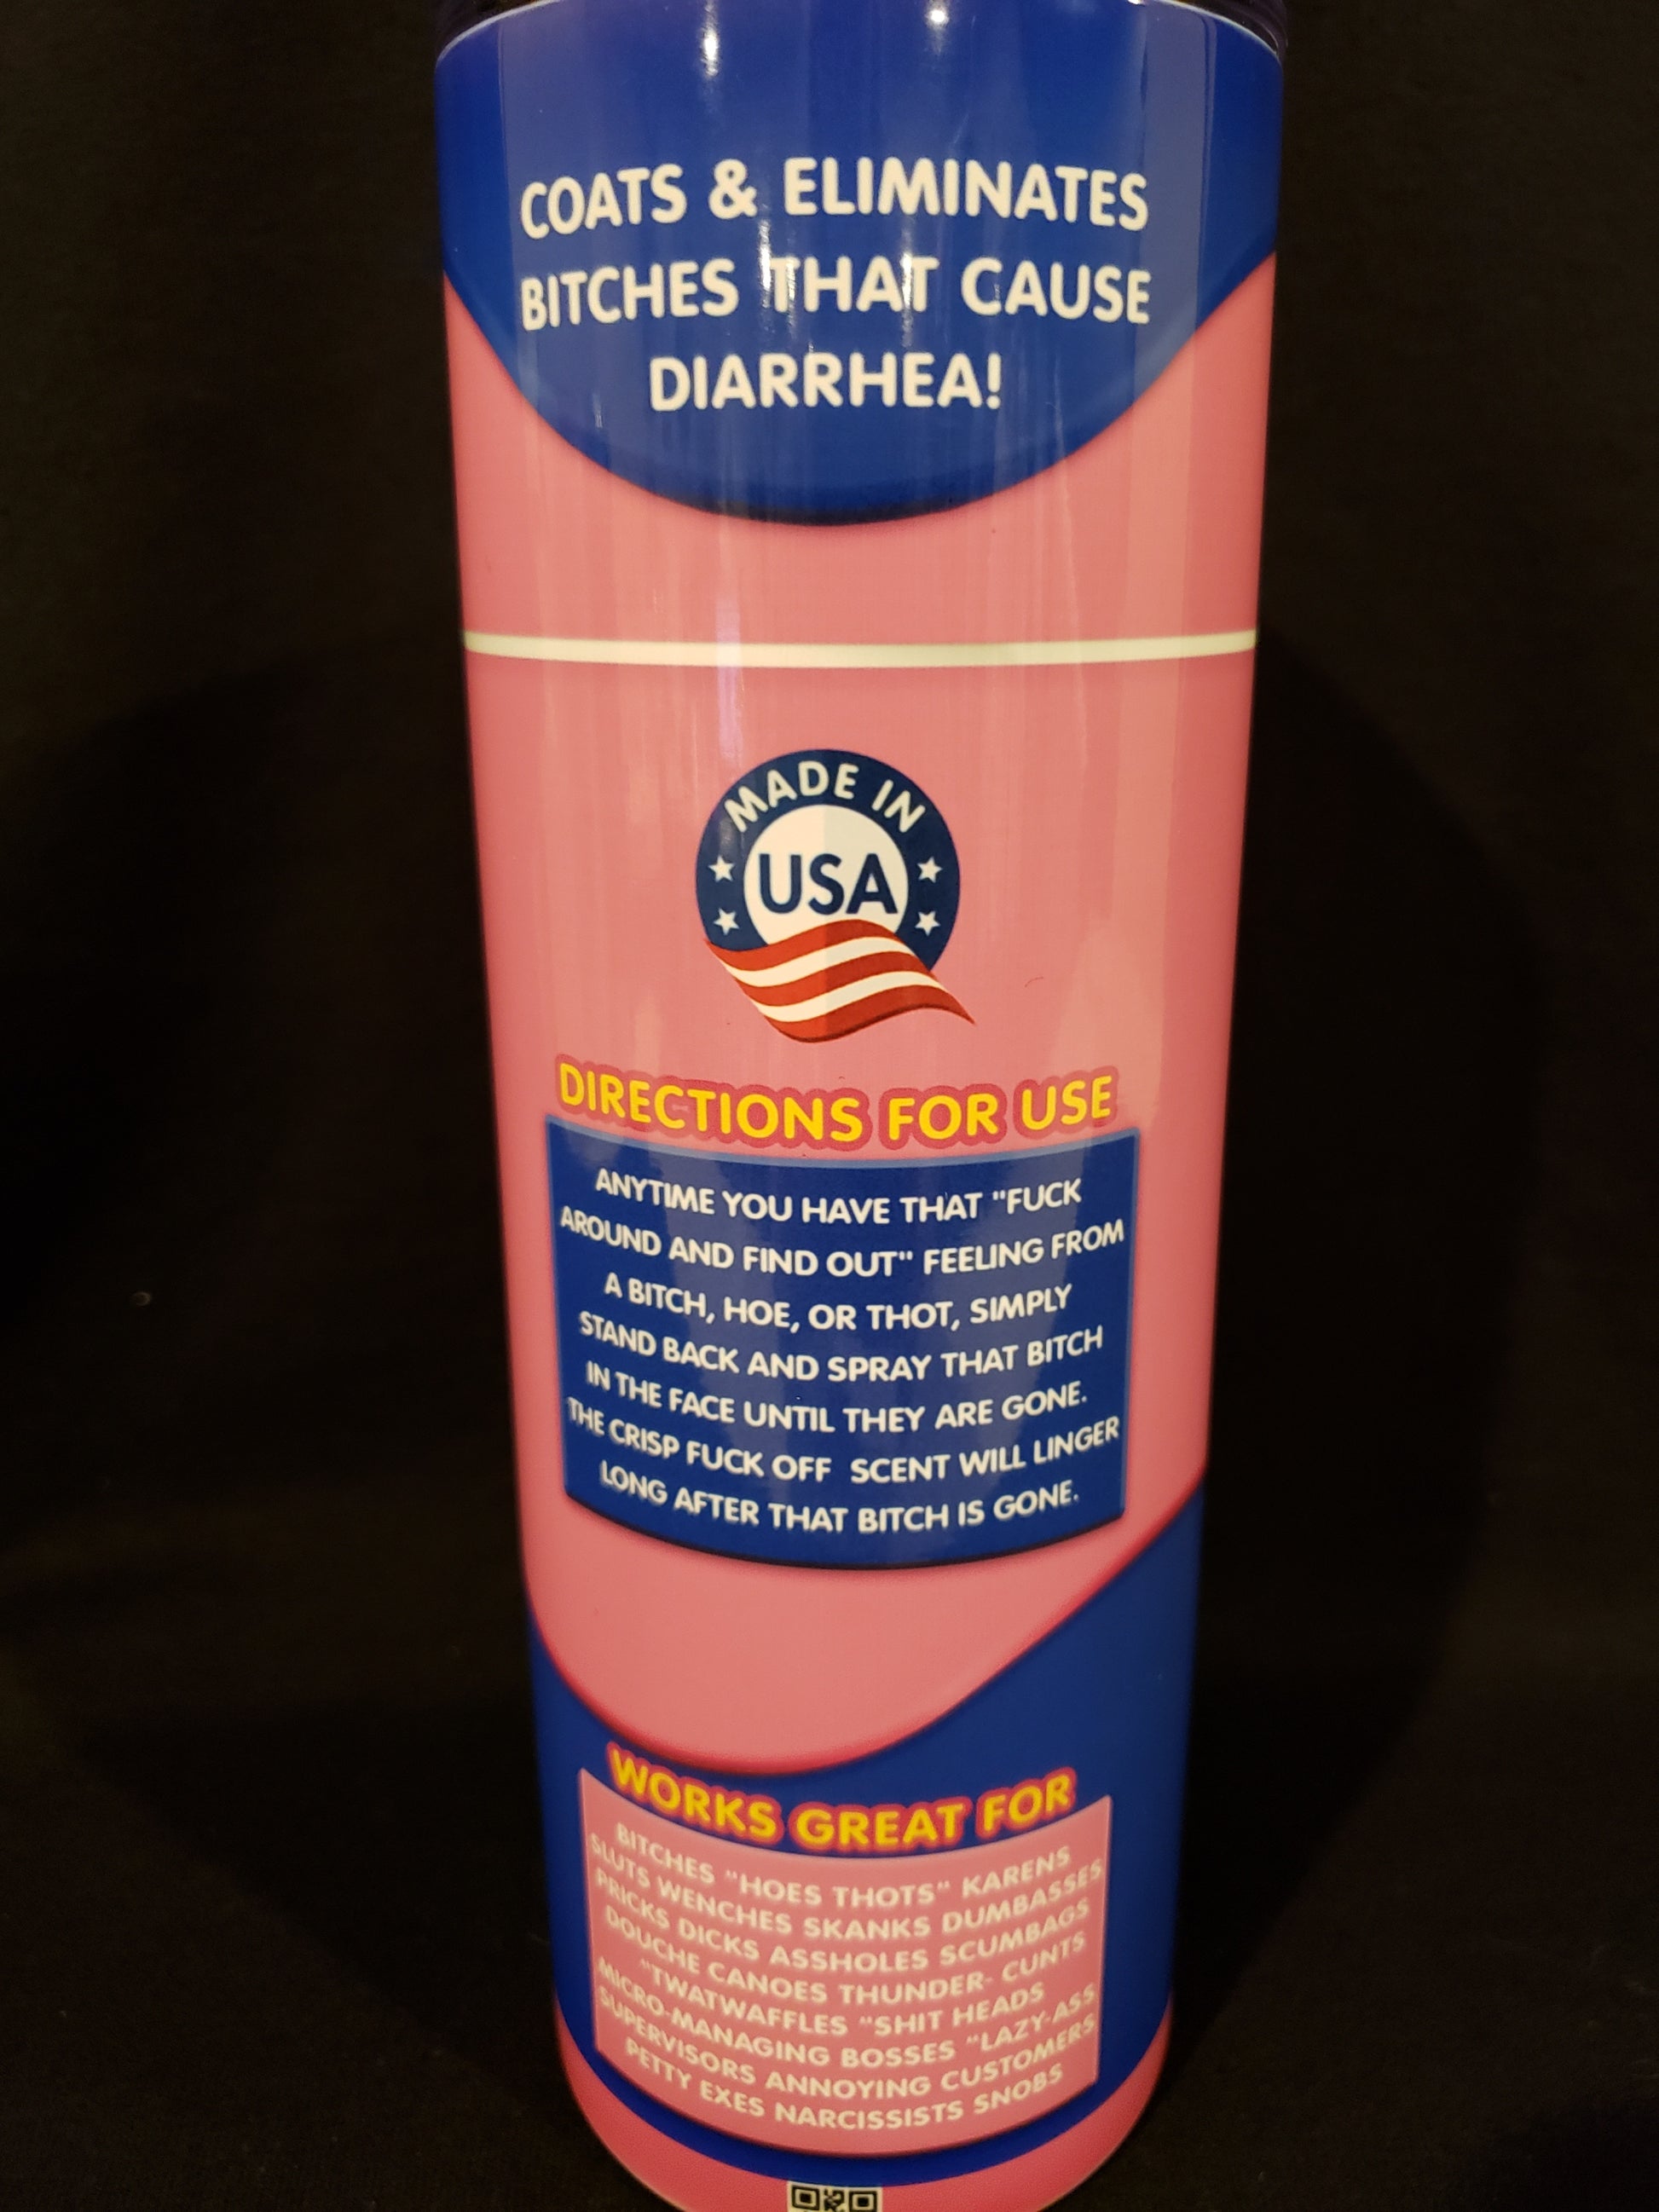 COATS & ELIMINATES
BITCHES THAT CAUSE
DIARRHEA!
MADE IN
USA
DIRECTIONS FOR USE
ANYTIME YOU HAVE THAT "FUCK
AROUND AND FIND OUT" FEELING FROM
A BITCH, HOE, OR THOT, SIMPLY
STAND BACK AND SPRAY THAT BITCH
IN THE FACE UNTIL THEY ARE GONE.
THE CRISP FUCK OFF SCENT WILL LINGER
LONG AFTER THAT BITCH IS GONE.
WORKS GREAT FOR
BITCHES "HOES THOTS" KARENS
SLUTS WENCHES SKANKS DUMBASSES
PRICKS DICKS ASSHOLES SCUMBAGS
DOUCHE CANOES THUNDER- CUNTS
"TWATWAFFLES "SHIT HEADS
MICRO-MANAGING BOSSES "LAZY-ASS
SUPERVISORS ANNOYING CUSTOMERS
PETTY EXES NARCISSISTS SNOBS